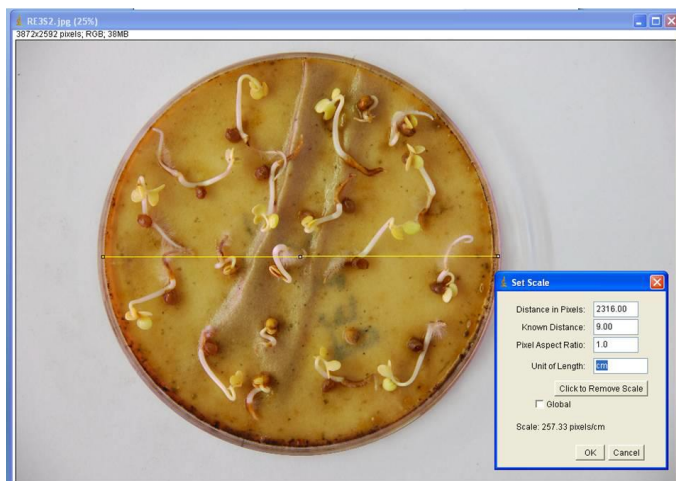 RE3S2.jpg (25%)
3872x2592 pixels; RGB; 38MB
Set Scale
Distance in Pixels: 2316.00
Known Distance: 9.00
Pixel Aspect Ratio: 1.0
Unit of Length: cm
Click to Remove Scale
Global
Scale: 257.33 pixels/cm
OK Cancel